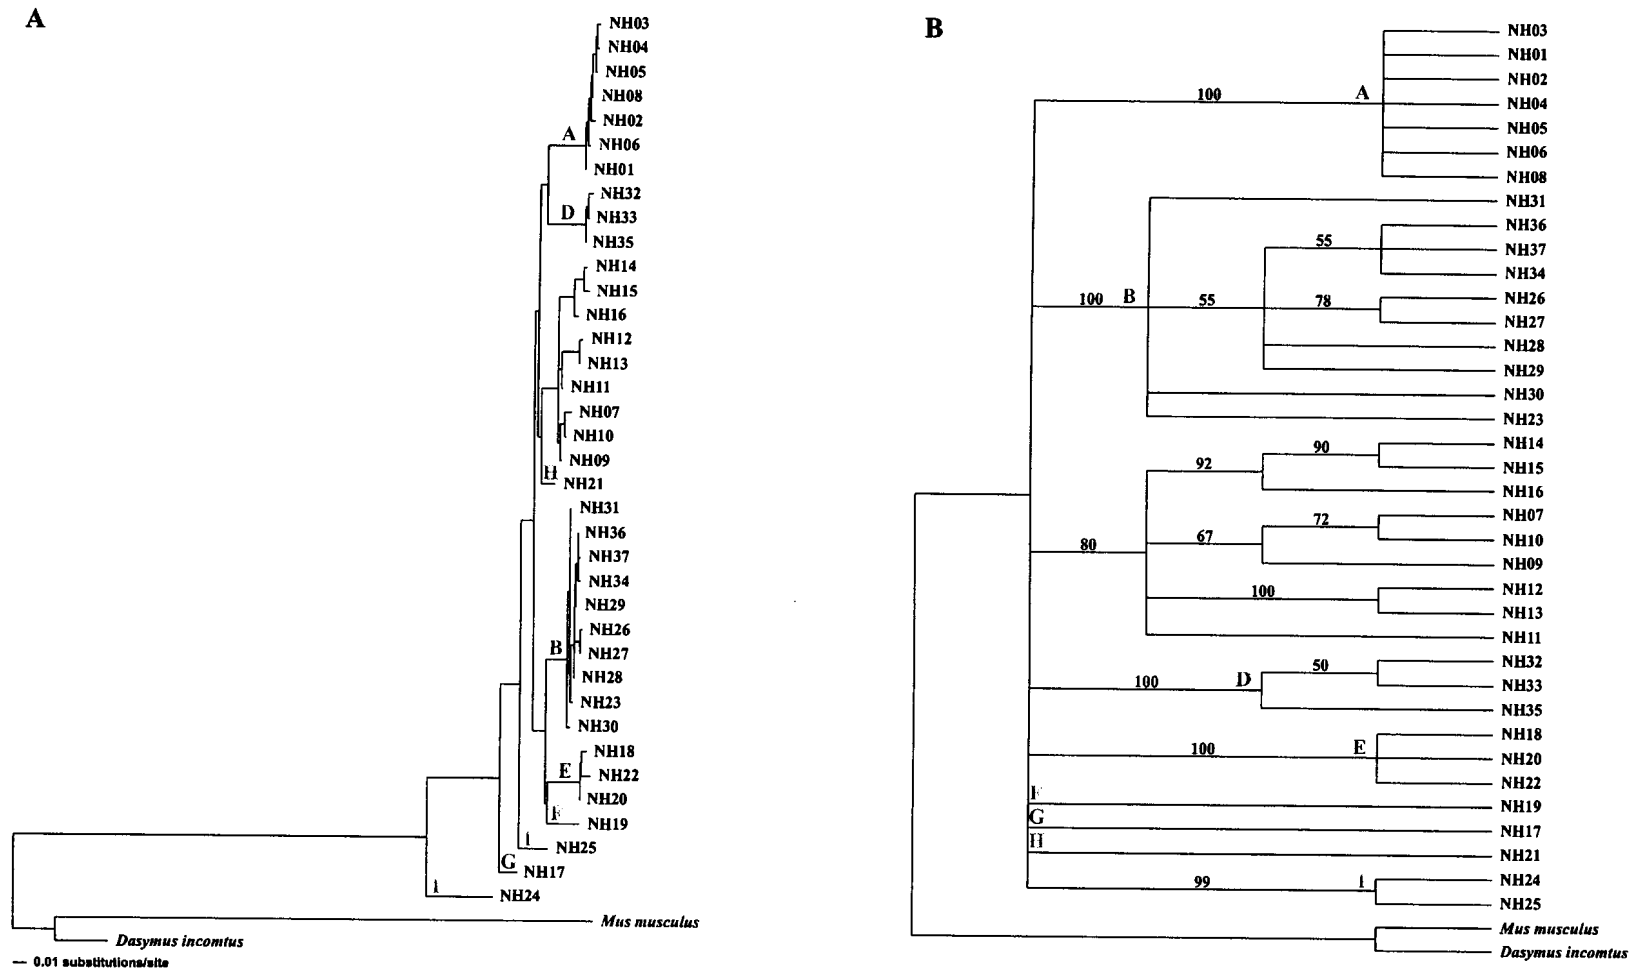 A
NH03
NH04
NH05
NH08
NH02
A
NH06
NH01
NH32
D
NH33
NH35
NH14
NH15
NH16
NH12
NH13
NH11
NH07
NH10
NH09
H
NH21
NH31
NH36
NH37
NH34
NH29
NH26
B
NH27
NH28
NH23
NH30
NH18
E
NH22
NH20
F
NH19
I
NH25
G
NH17
I
NH24
Mus musculus
Dasymus incomtus
0.01 substitutions/site
B
NH03
NH01
NH02
100
A
NH04
NH05
NH06
NH08
NH31
NH36
55
NH37
NH34
100
B
55
78
NH26
NH27
NH28
NH29
NH30
NH23
NH14
90
92
NH15
NH16
NH07
72
67
NH10
80
NH09
NH12
100
NH13
NH11
NH32
50
100
D
NH33
NH35
NH18
100
E
NH20
NH22
F
NH19
G
NH17
H
NH21
99
I
NH24
NH25
Mus musculus
Dasymus incomtus